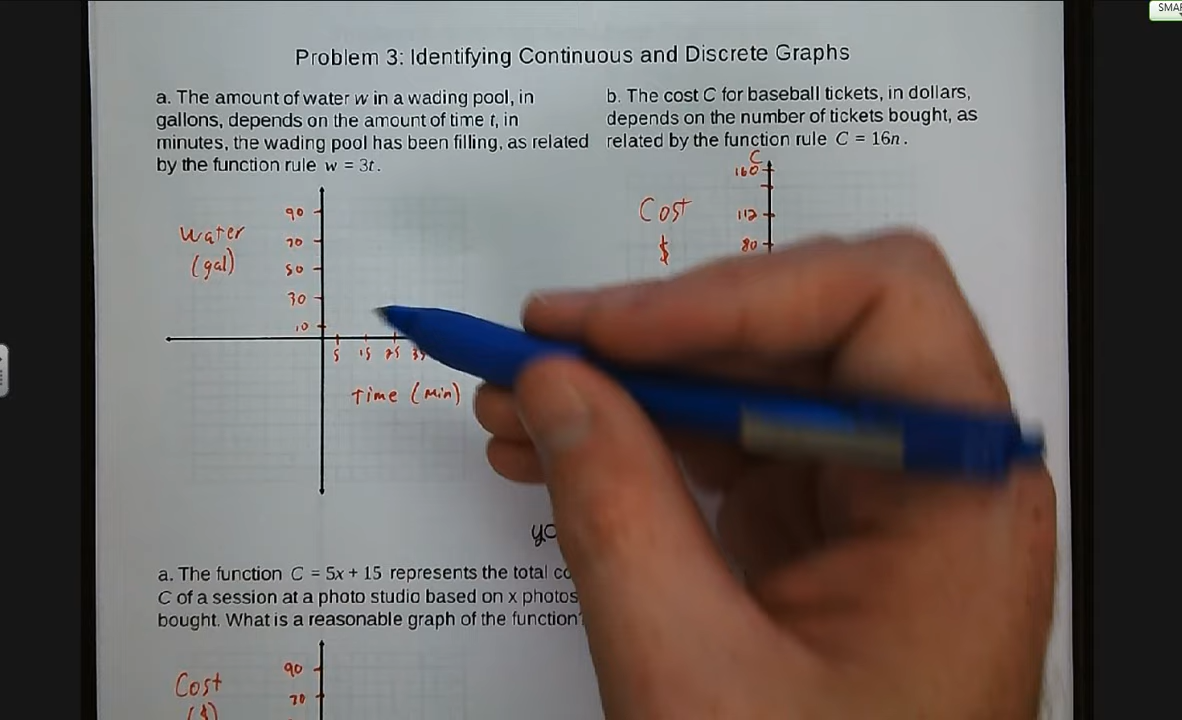 SMA
Problem 3: Identifying Continuous and Discrete Graphs
a. The amount of water w in a wading pool, in
gallons, depends on the amount of time t, in
minutes, the wading pool has been filling, as related
by the function rule w = 3t.
90
70
50
30
10
Water
(gal)
5 15 25 35
Time (Min)
b. The cost C for baseball tickets, in dollars,
depends on the number of tickets bought, as
related by the function rule C = 16n.
C
160
112
80
Cost
$
a. The function C = 5x + 15 represents the total
C of a session at a photo studio based on x photos
bought. What is a reasonable graph of the function?
90
70
Cost
($)